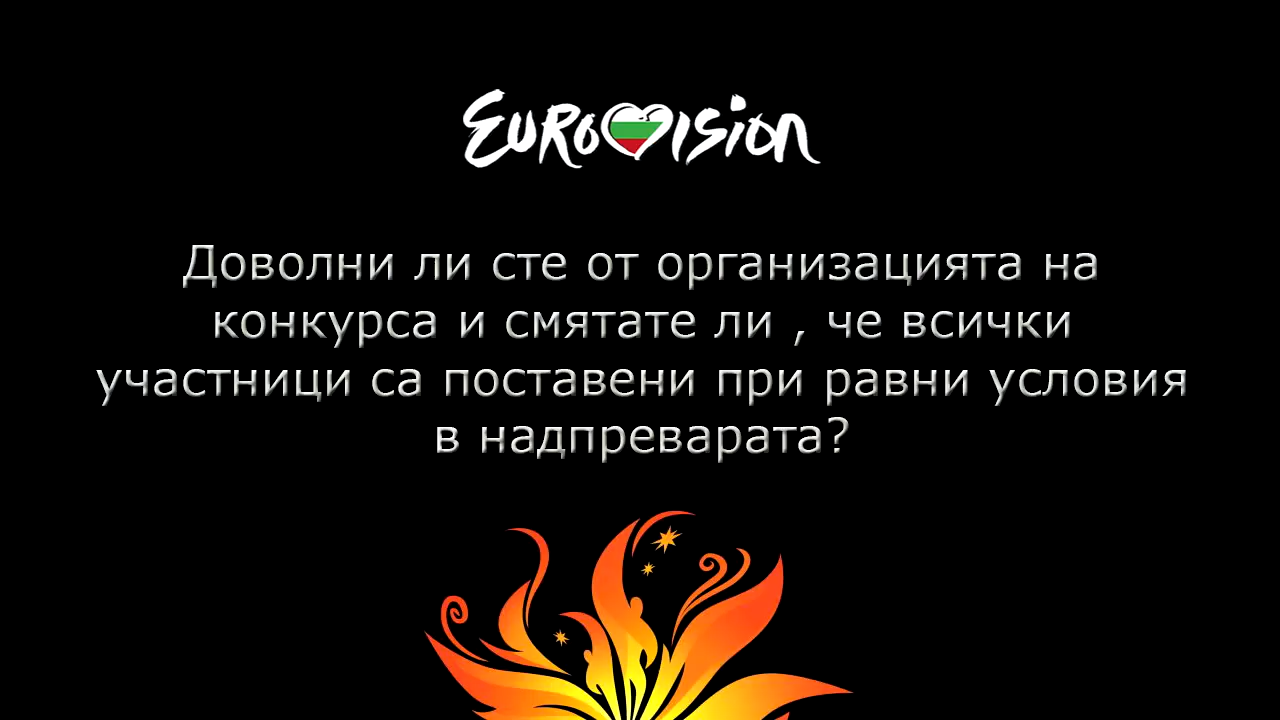 EUROVISION
Доволни ли сте от организацията на
конкурса и смятате ли , че всички
участници са поставени при равни условия
в надпреварата?